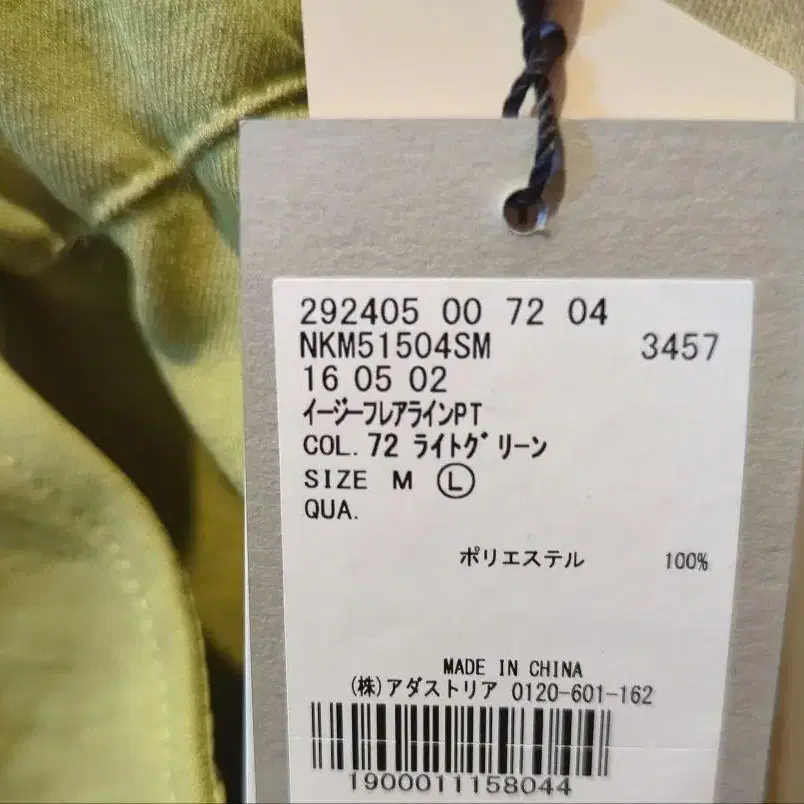 292405 00 72 04
NKM51504SM 3457
16 05 02
イージーフレアラインPT
COL.72 ライトグリーン
SIZE M Ⓛ
QUA.
ポリエステル 100%
MADE IN CHINA
(株)アダストリア 0120-601-162
1900011158044